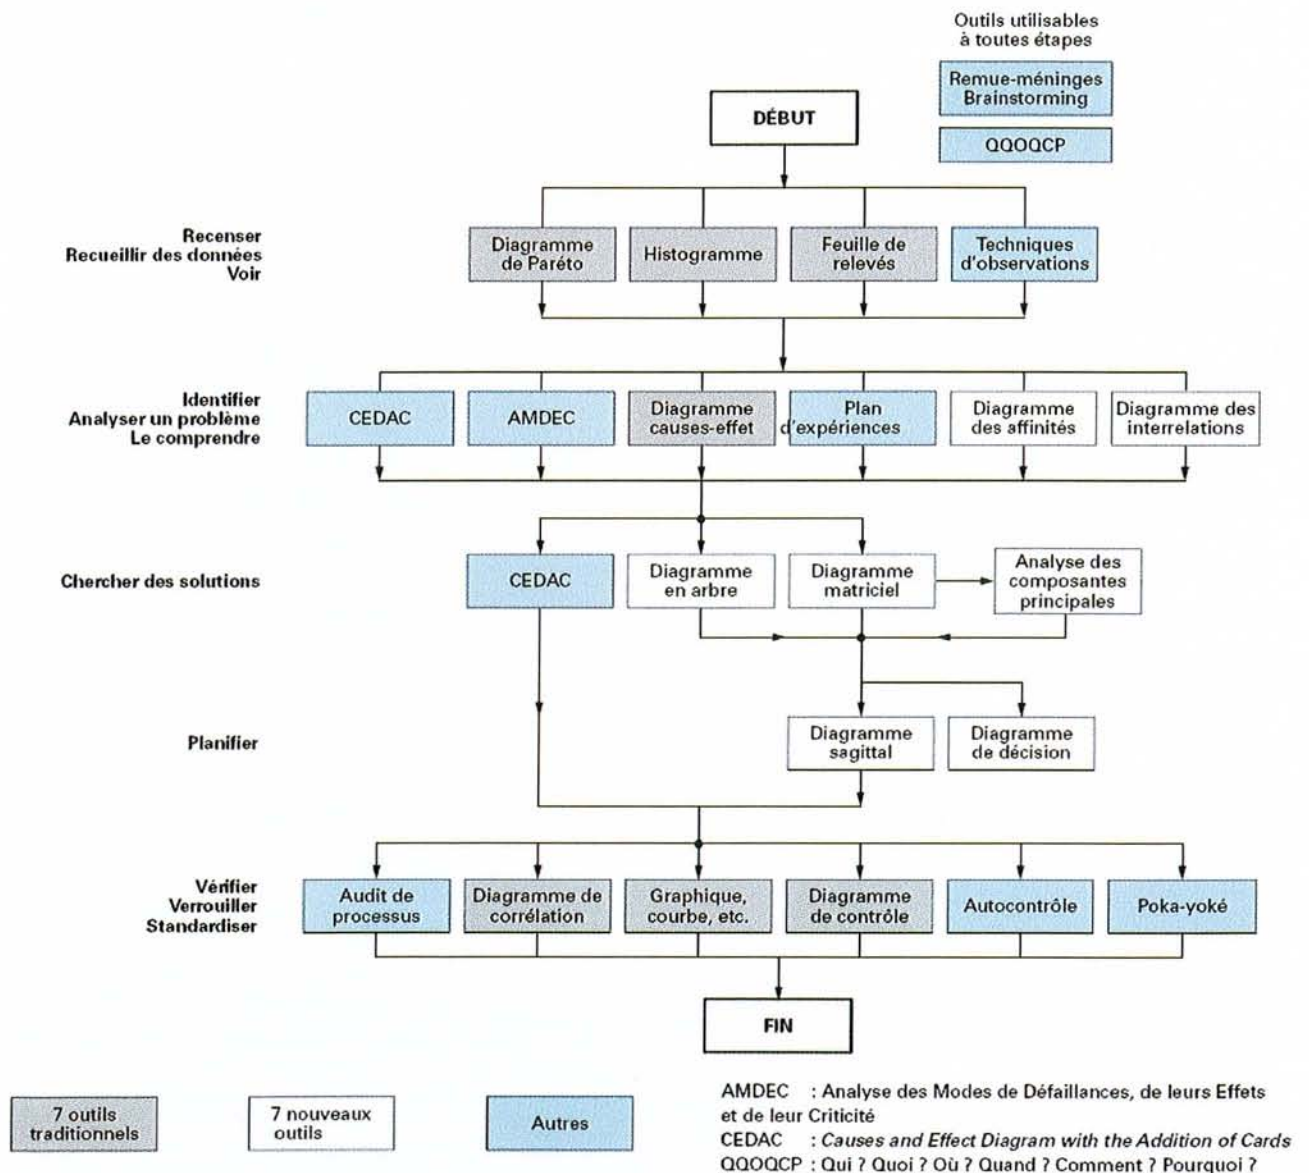 Outils utilisables
à toutes étapes
Remue-méninges
Brainstorming
QQOQCP
DÉBUT
Recenser
Recueillir des données
Voir
Diagramme
de Paréto
Histogramme
Feuille de
relevés
Techniques
d'observations
Identifier
Analyser un problème
Le comprendre
CEDAC
AMDEC
Diagramme
causes-effet
Plan
d'expériences
Diagramme
des affinités
Diagramme des
interrelations
Chercher des solutions
CEDAC
Diagramme
en arbre
Diagramme
matriciel
Analyse des
composantes
principales
Planifier
Diagramme
sagittal
Diagramme
de décision
Vérifier
Verrouiller
Standardiser
Audit de
processus
Diagramme de
corrélation
Graphique,
courbe, etc.
Diagramme
de contrôle
Autocontrôle
Poka-yoké
FIN
7 outils
traditionnels
7 nouveaux
outils
Autres
AMDEC : Analyse des Modes de Défaillances, de leurs Effets
et de leur Criticité
CEDAC : Causes and Effect Diagram with the Addition of Cards
QQOQCP : Qui ? Quoi ? Où ? Quand ? Comment ? Pourquoi ?